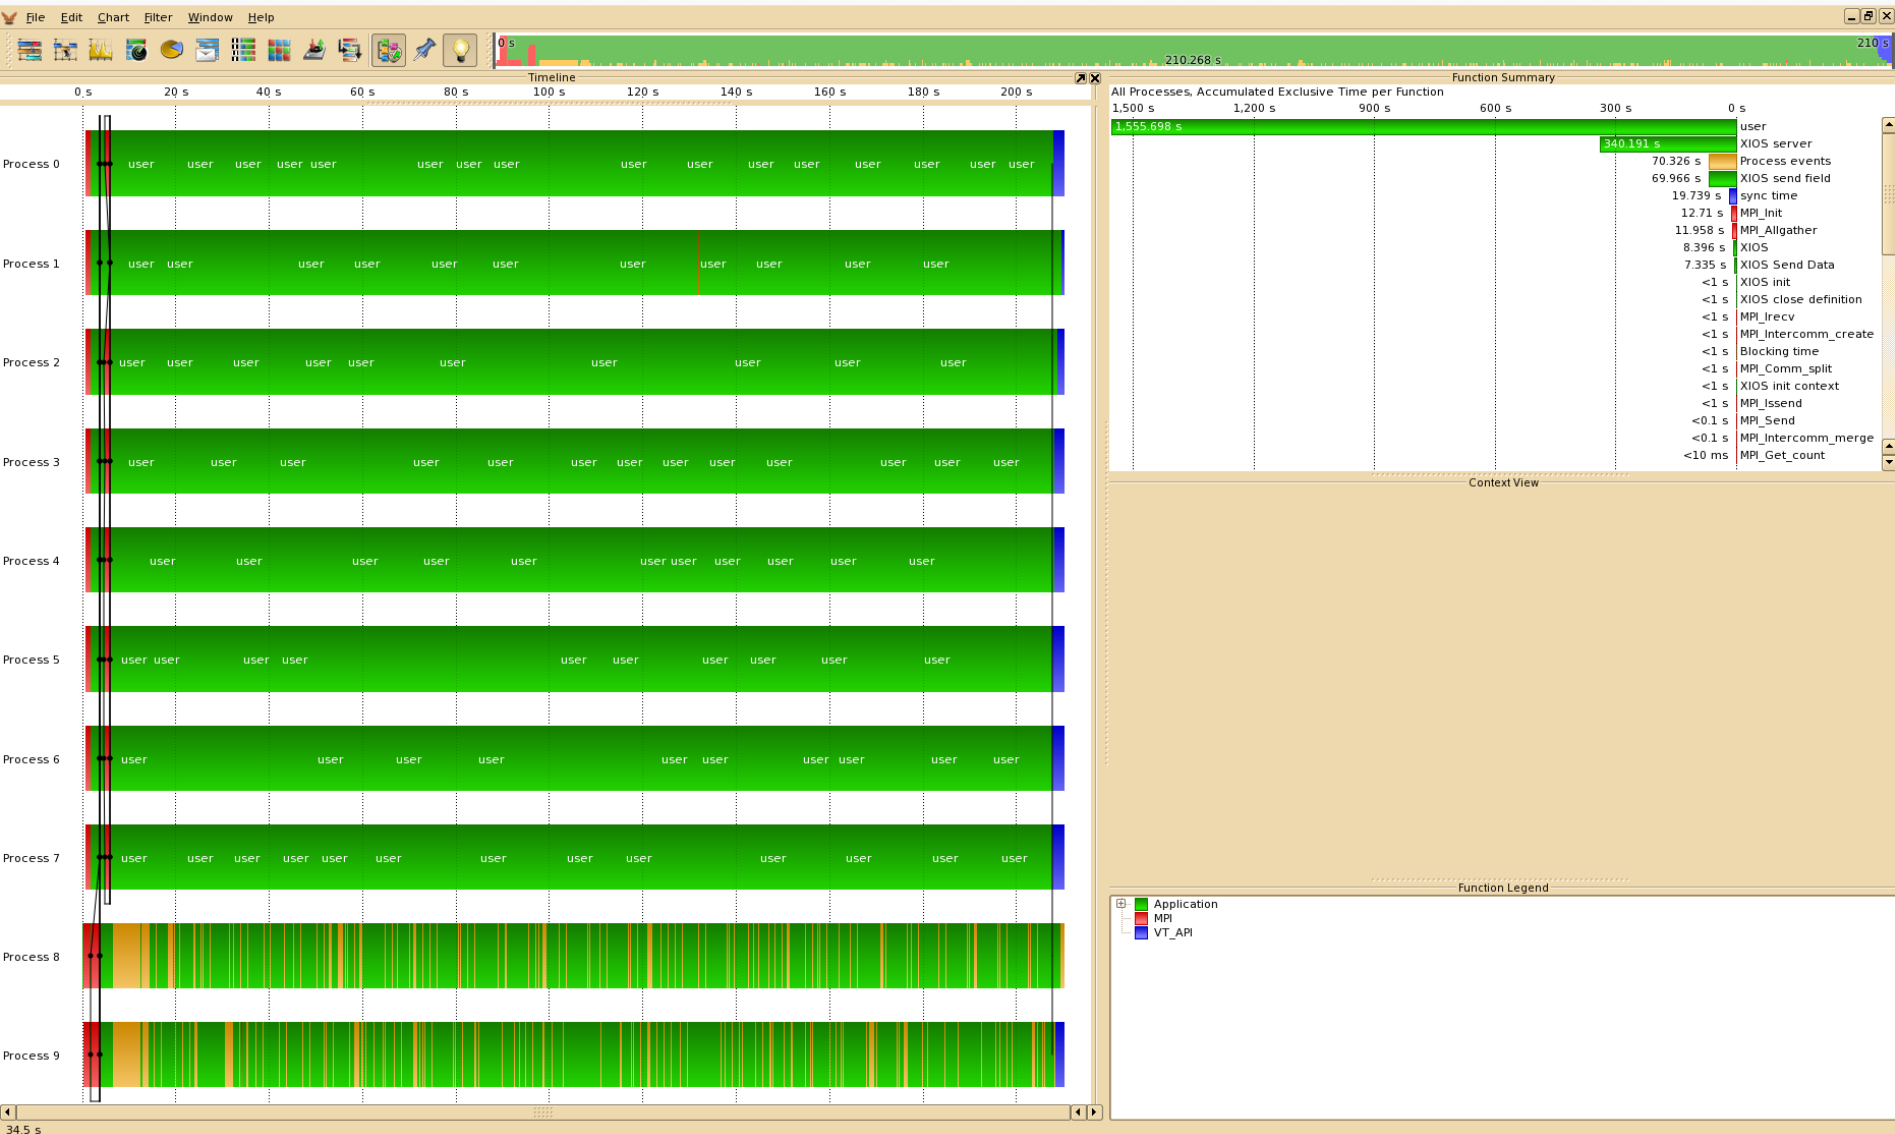 File Edit Chart Filter Window Help
0 s 210.268 s 210 s
Timeline
0 s 20 s 40 s 60 s 80 s 100 s 120 s 140 s 160 s 180 s 200 s
Process 0 user user user user user user user user user user user user user user user user
Process 1 user user user user user user user user user user user
Process 2 user user user user user user user user user user
Process 3 user user user user user user user user user user user user user
Process 4 user user user user user user user user user user user
Process 5 user user user user user user user user user user
Process 6 user user user user user user user user user user
Process 7 user user user user user user user user user user user user user
Process 8
Process 9
34.5 s
Function Summary
All Processes, Accumulated Exclusive Time per Function
1,500 s 1,200 s 900 s 600 s 300 s 0 s
1,555.698 s user
340.191 s XIOS server
70.326 s Process events
69.966 s XIOS send field
19.739 s sync time
12.71 s MPI_Init
11.958 s MPI_Allgather
8.396 s XIOS
7.335 s XIOS Send Data
<1 s XIOS init
<1 s XIOS close definition
<1 s MPI_Irecv
<1 s MPI_Intercomm_create
<1 s Blocking time
<1 s MPI_Comm_split
<1 s XIOS init context
<1 s MPI_Issend
<0.1 s MPI_Send
<0.1 s MPI_Intercomm_merge
<10 ms MPI_Get_count
Context View
Function Legend
Application
MPI
VT_API